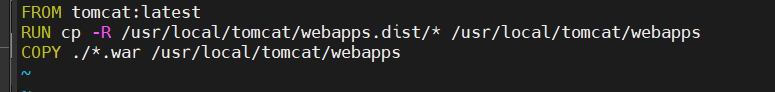 FROM tomcat:latest
RUN cp -R /usr/local/tomcat/webapps.dist/* /usr/local/tomcat/webapps
COPY ./*.war /usr/local/tomcat/webapps
~
~